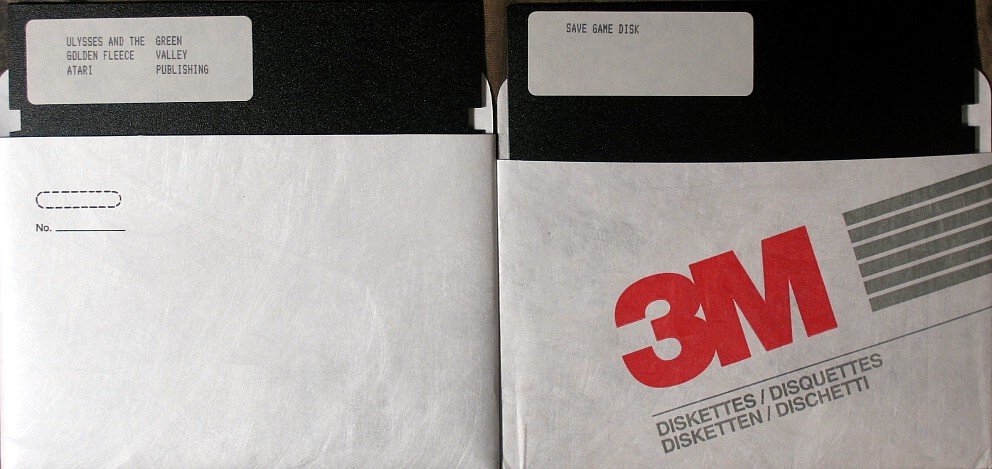 ULYSSES AND THE GREEN
GOLDEN FLEECE VALLEY
ATARI PUBLISHING
No.
SAVE GAME DISK
3M
DISKETTES / DISQUETTES
DISKETTEN / DISCHETTI